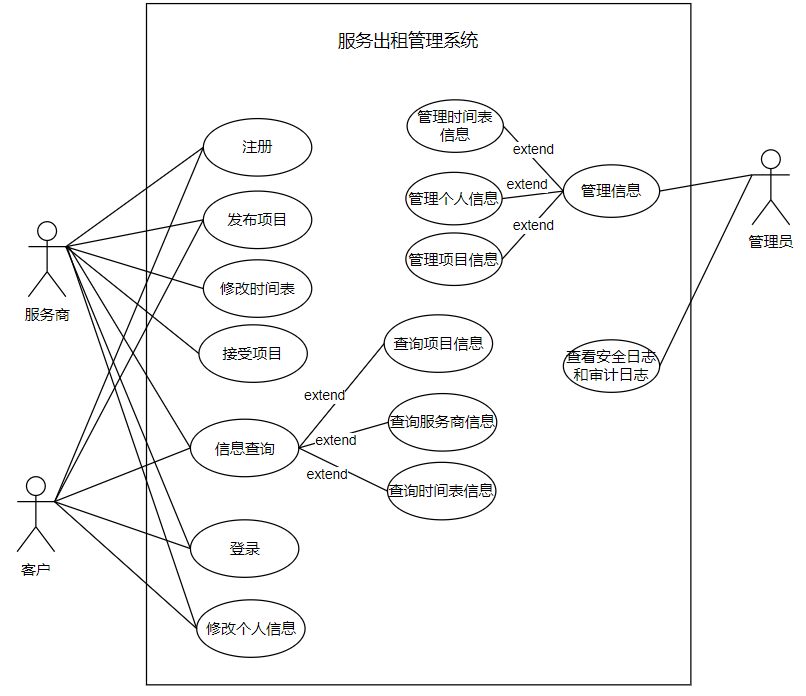 服务出租管理系统
管理时间表
信息
注册
extend
管理信息
extend
管理个人信息
发布项目
extend
管理员
管理项目信息
修改时间表
服务商
查询项目信息
接受项目
查看安全日志
和审计日志
extend
查询服务商信息
extend
信息查询
extend
查询时间表信息
登录
客户
修改个人信息